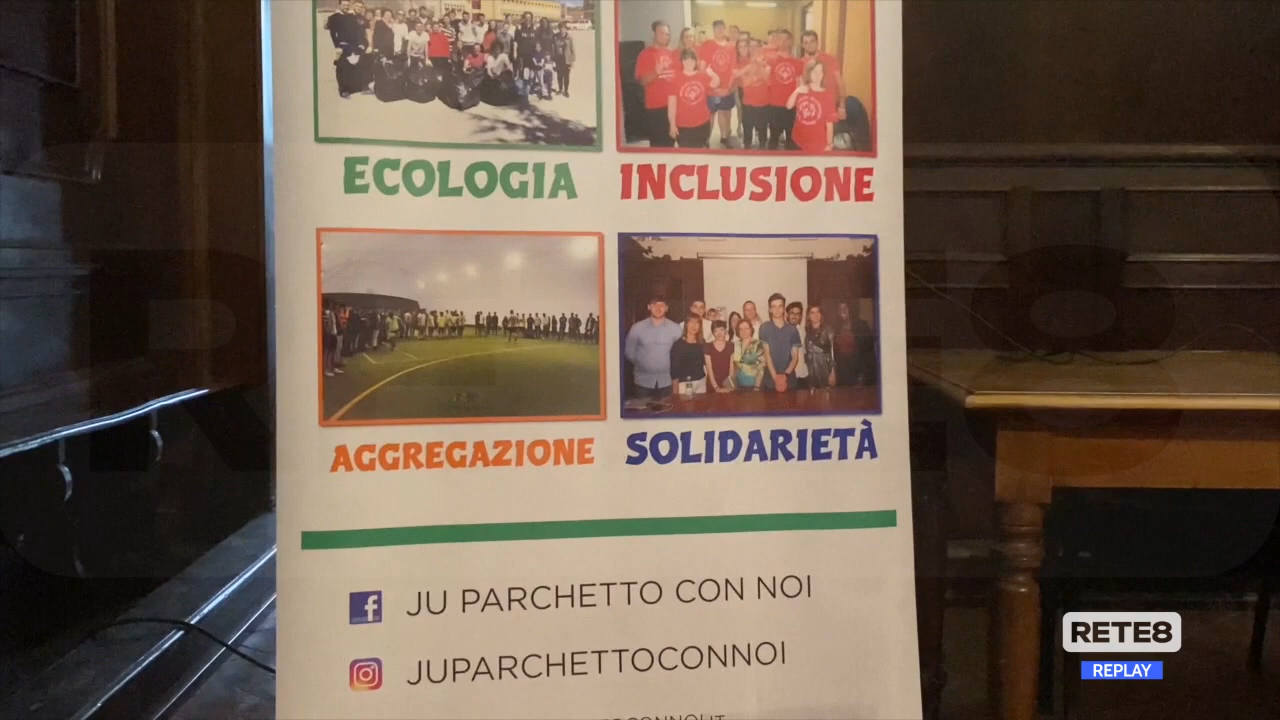 ECOLOGIA
INCLUSIONE
AGGREGAZIONE
SOLIDARIETÀ
JU PARCHETTO CON NOI
JUPARCHETTOCONNOI
RETE8
REPLAY